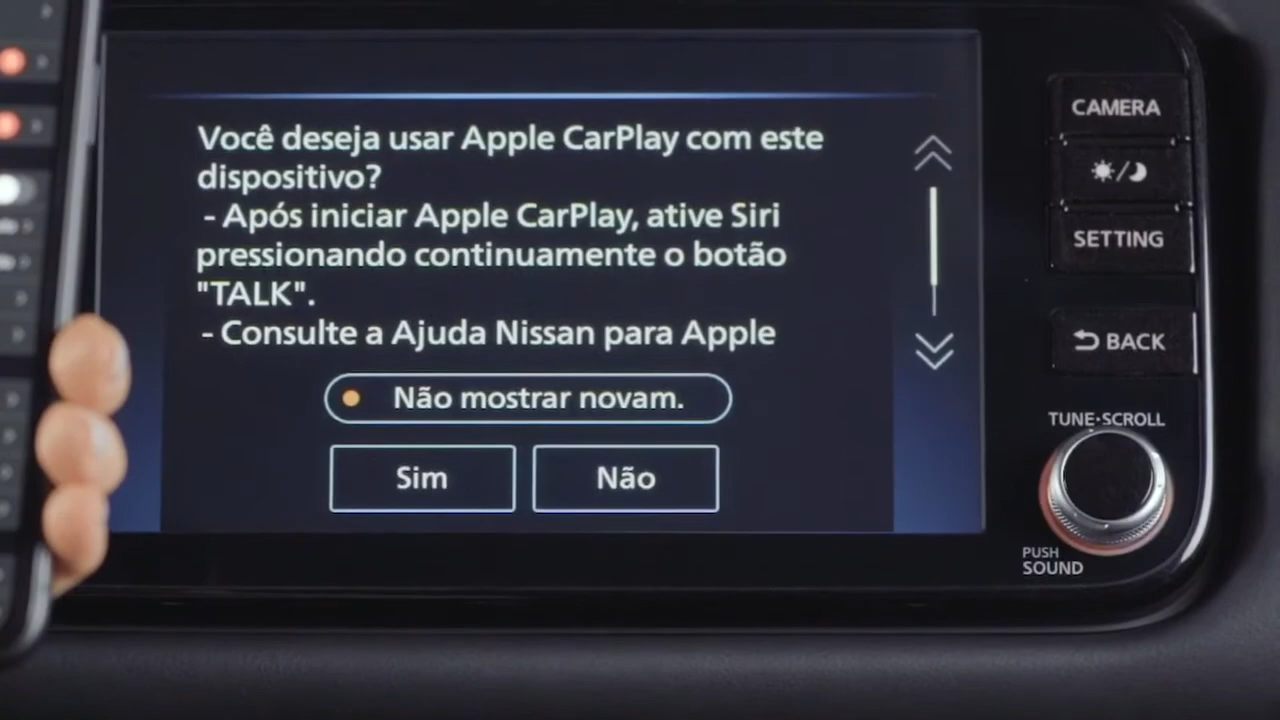 Você deseja usar Apple CarPlay com este
dispositivo?
- Após iniciar Apple CarPlay, ative Siri
pressionando continuamente o botão
"TALK".
- Consulte a Ajuda Nissan para Apple
Não mostrar novam.
Sim
Não
CAMERA
SETTING
BACK
TUNE·SCROLL
PUSH
SOUND